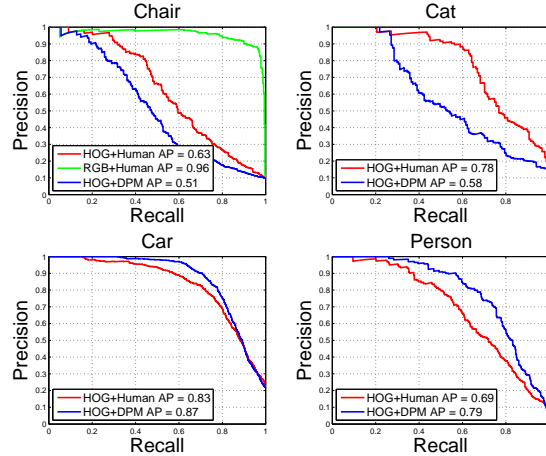 Chair
Precision
1
0.9
0.8
0.7
0.6
0.5
0.4
0.3
0.2
0.1
0
HOG+Human AP = 0.63
RGB+Human AP = 0.96
HOG+DPM AP = 0.51
0 0.2 0.4 0.6 0.8 1
Recall
Cat
Precision
1
0.9
0.8
0.7
0.6
0.5
0.4
0.3
0.2
0.1
0
HOG+Human AP = 0.78
HOG+DPM AP = 0.58
0 0.2 0.4 0.6 0.8
Recall
Car
Precision
1
0.9
0.8
0.7
0.6
0.5
0.4
0.3
0.2
0.1
0
HOG+Human AP = 0.83
HOG+DPM AP = 0.87
0 0.2 0.4 0.6 0.8 1
Recall
Person
Precision
1
0.9
0.8
0.7
0.6
0.5
0.4
0.3
0.2
0.1
0
HOG+Human AP = 0.69
HOG+DPM AP = 0.79
0 0.2 0.4 0.6 0.8
Recall